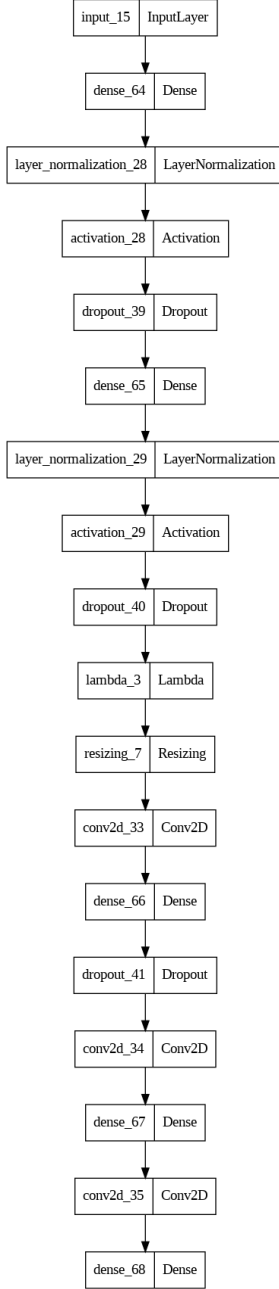 input_15 InputLayer
dense_64 Dense
layer_normalization_28 LayerNormalization
activation_28 Activation
dropout_39 Dropout
dense_65 Dense
layer_normalization_29 LayerNormalization
activation_29 Activation
dropout_40 Dropout
lambda_3 Lambda
resizing_7 Resizing
conv2d_33 Conv2D
dense_66 Dense
dropout_41 Dropout
conv2d_34 Conv2D
dense_67 Dense
conv2d_35 Conv2D
dense_68 Dense